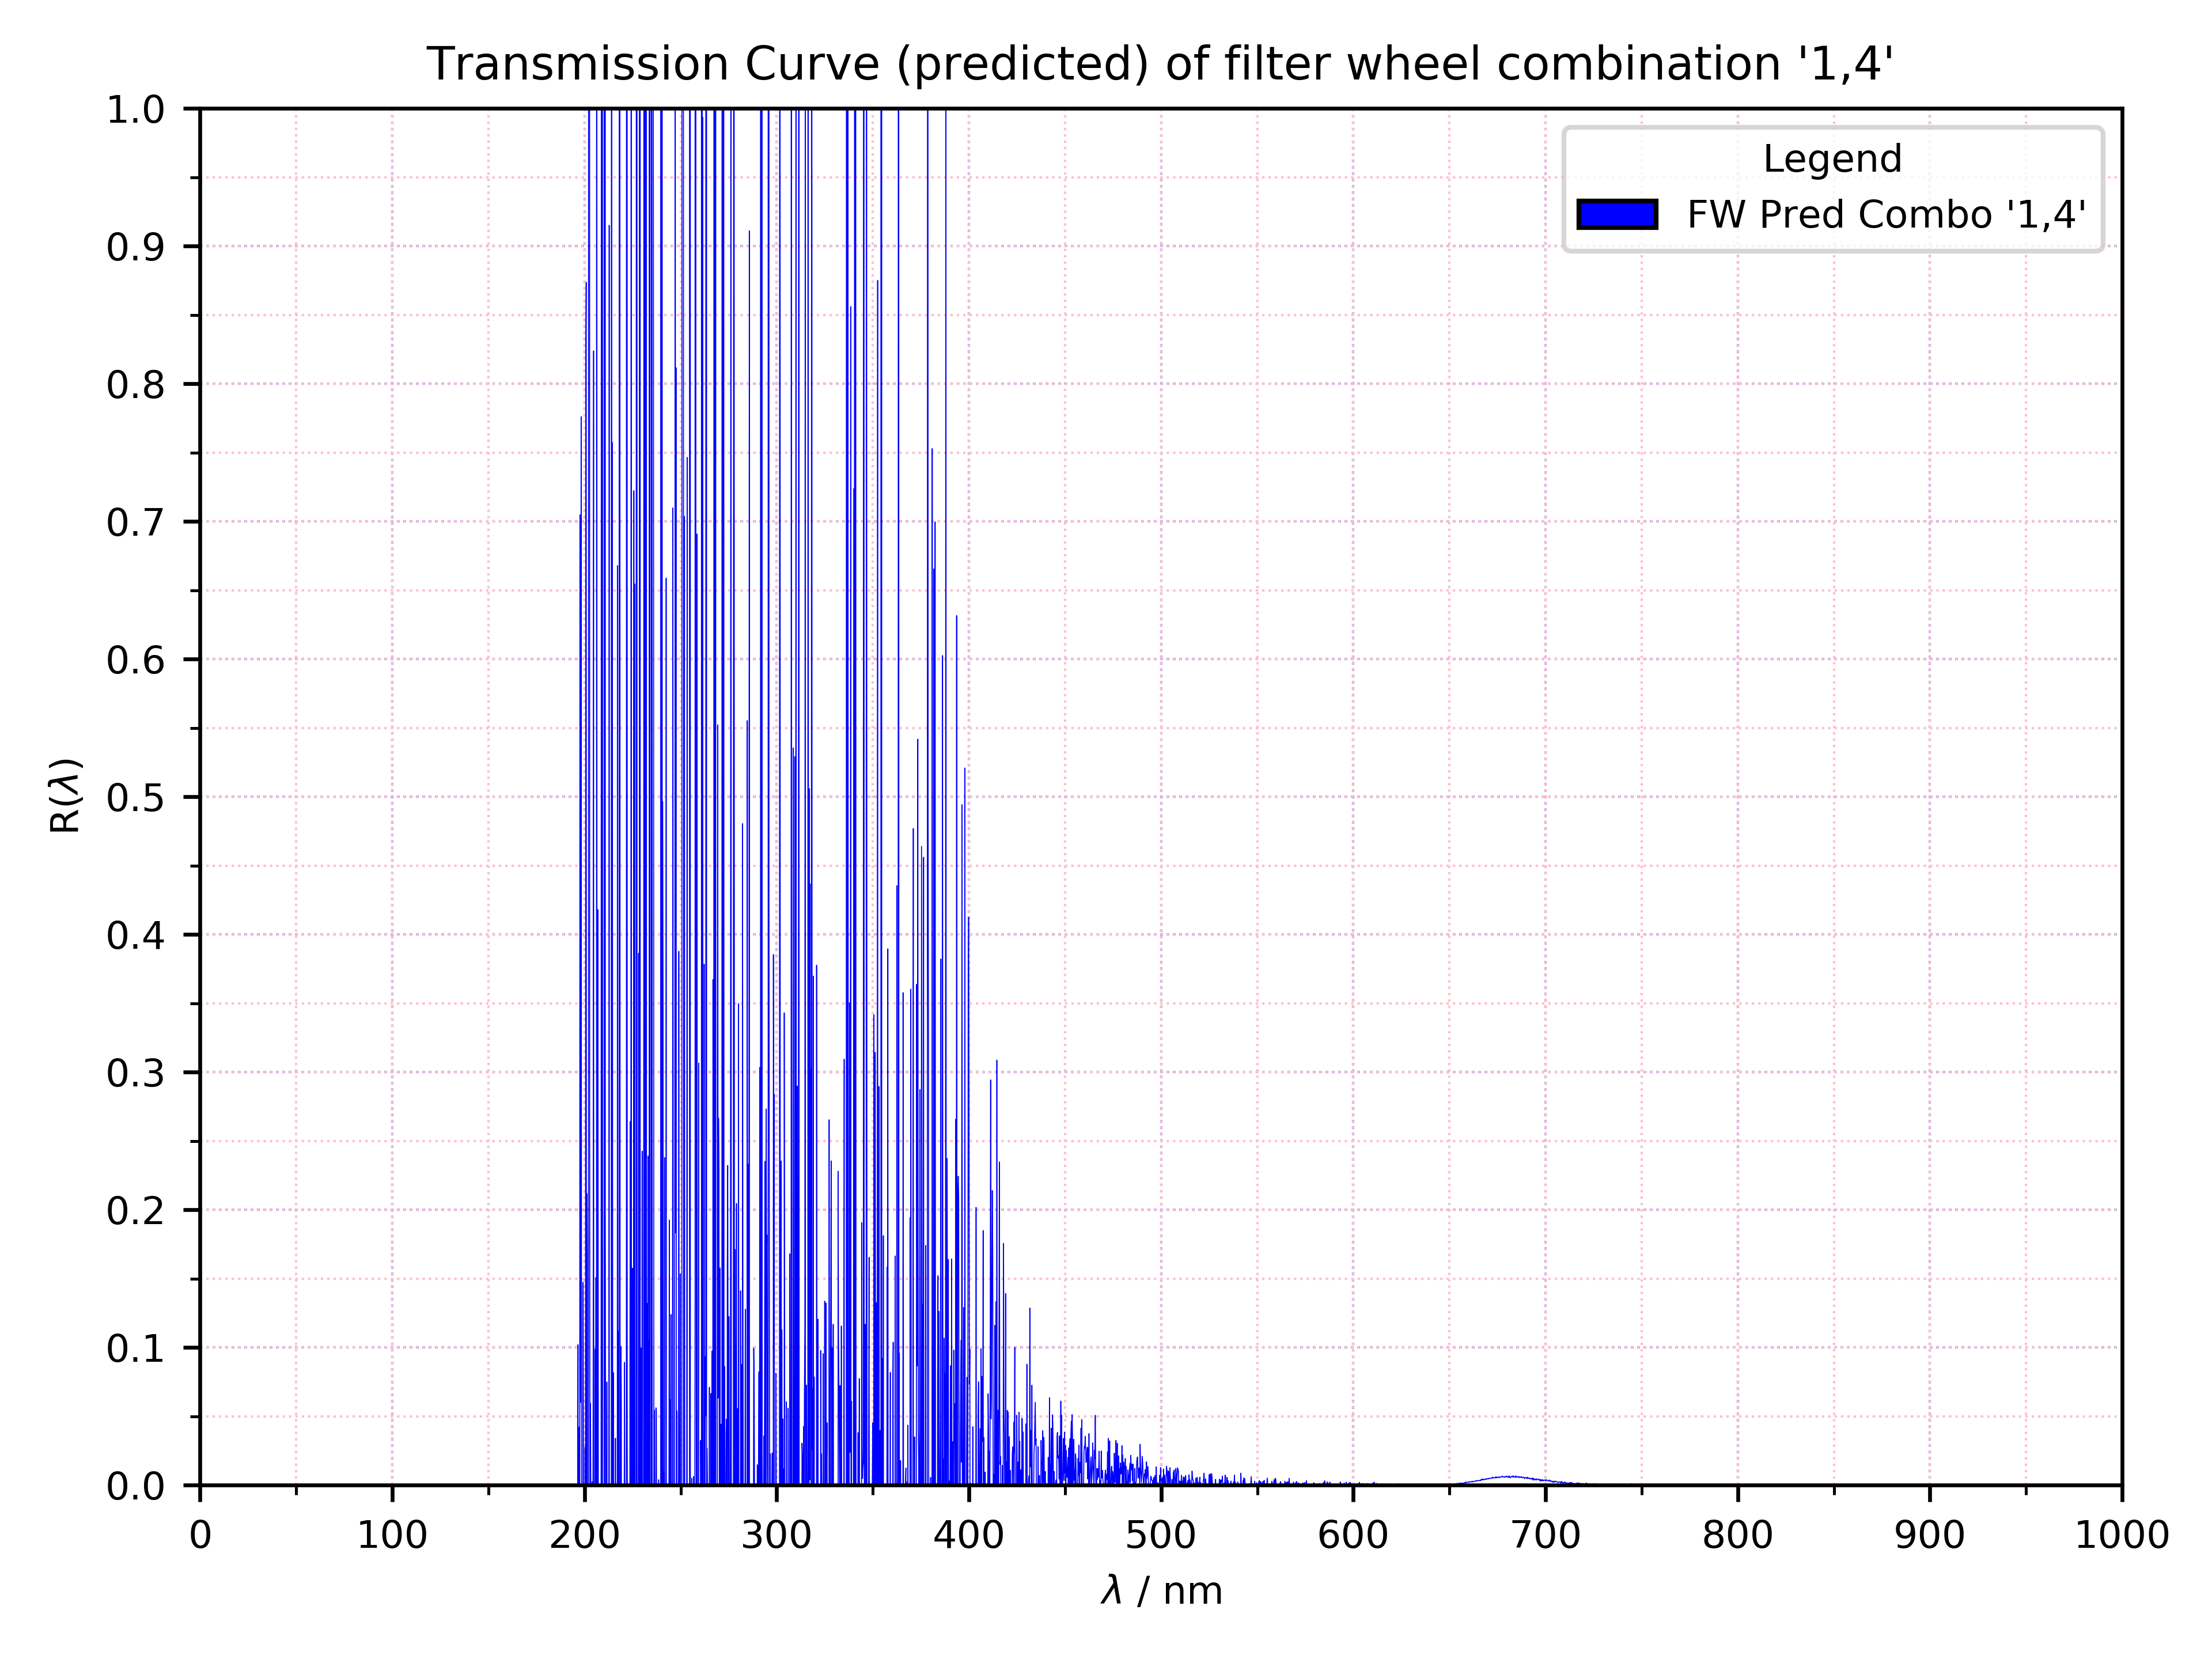 Transmission Curve (predicted) of filter wheel combination '1,4'
Legend
FW Pred Combo '1,4'
R(λ)
1.0
0.9
0.8
0.7
0.6
0.5
0.4
0.3
0.2
0.1
0.0
0 100 200 300 400 500 600 700 800 900 1000
λ / nm